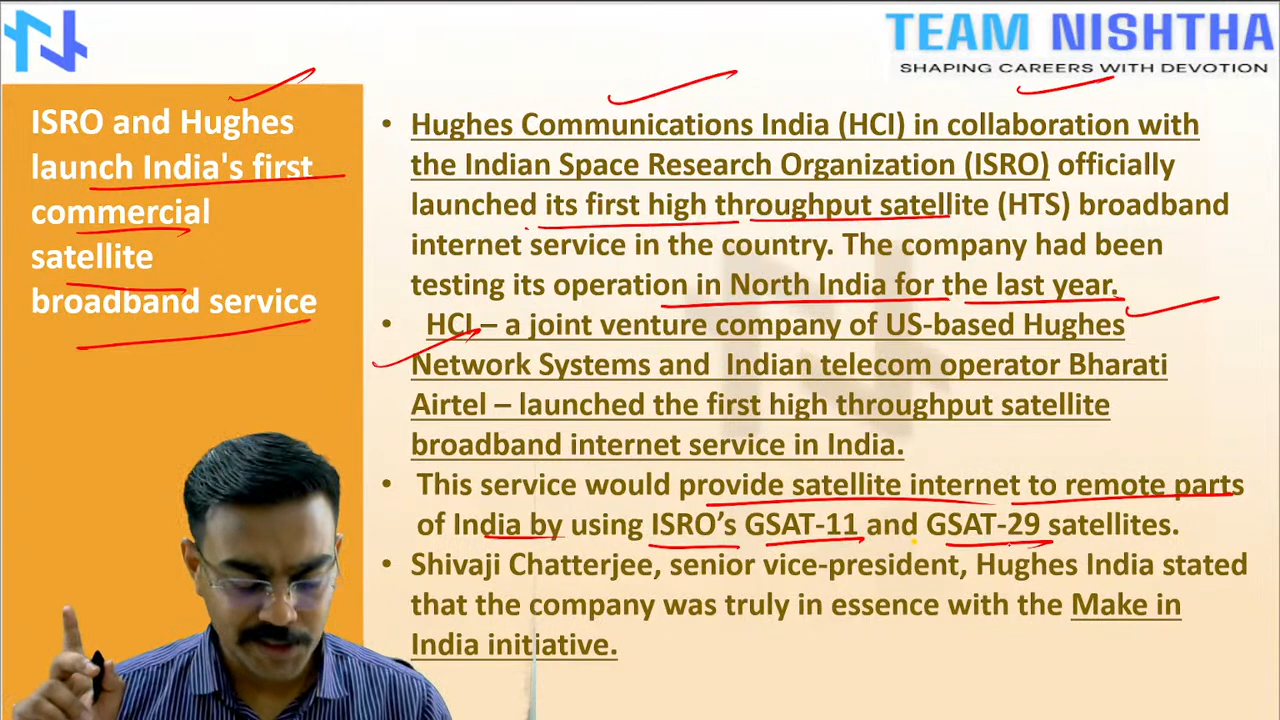 TEAM NISHTHA
SHAPING CAREERS WITH DEVOTION
ISRO and Hughes
launch India's first
commercial
satellite
broadband service
• Hughes Communications India (HCI) in collaboration with
the Indian Space Research Organization (ISRO) officially
launched its first high throughput satellite (HTS) broadband
internet service in the country. The company had been
testing its operation in North India for the last year.
• HCI – a joint venture company of US-based Hughes
Network Systems and Indian telecom operator Bharati
Airtel – launched the first high throughput satellite
broadband internet service in India.
• This service would provide satellite internet to remote parts
of India by using ISRO’s GSAT-11 and GSAT-29 satellites.
• Shivaji Chatterjee, senior vice-president, Hughes India stated
that the company was truly in essence with the Make in
India initiative.